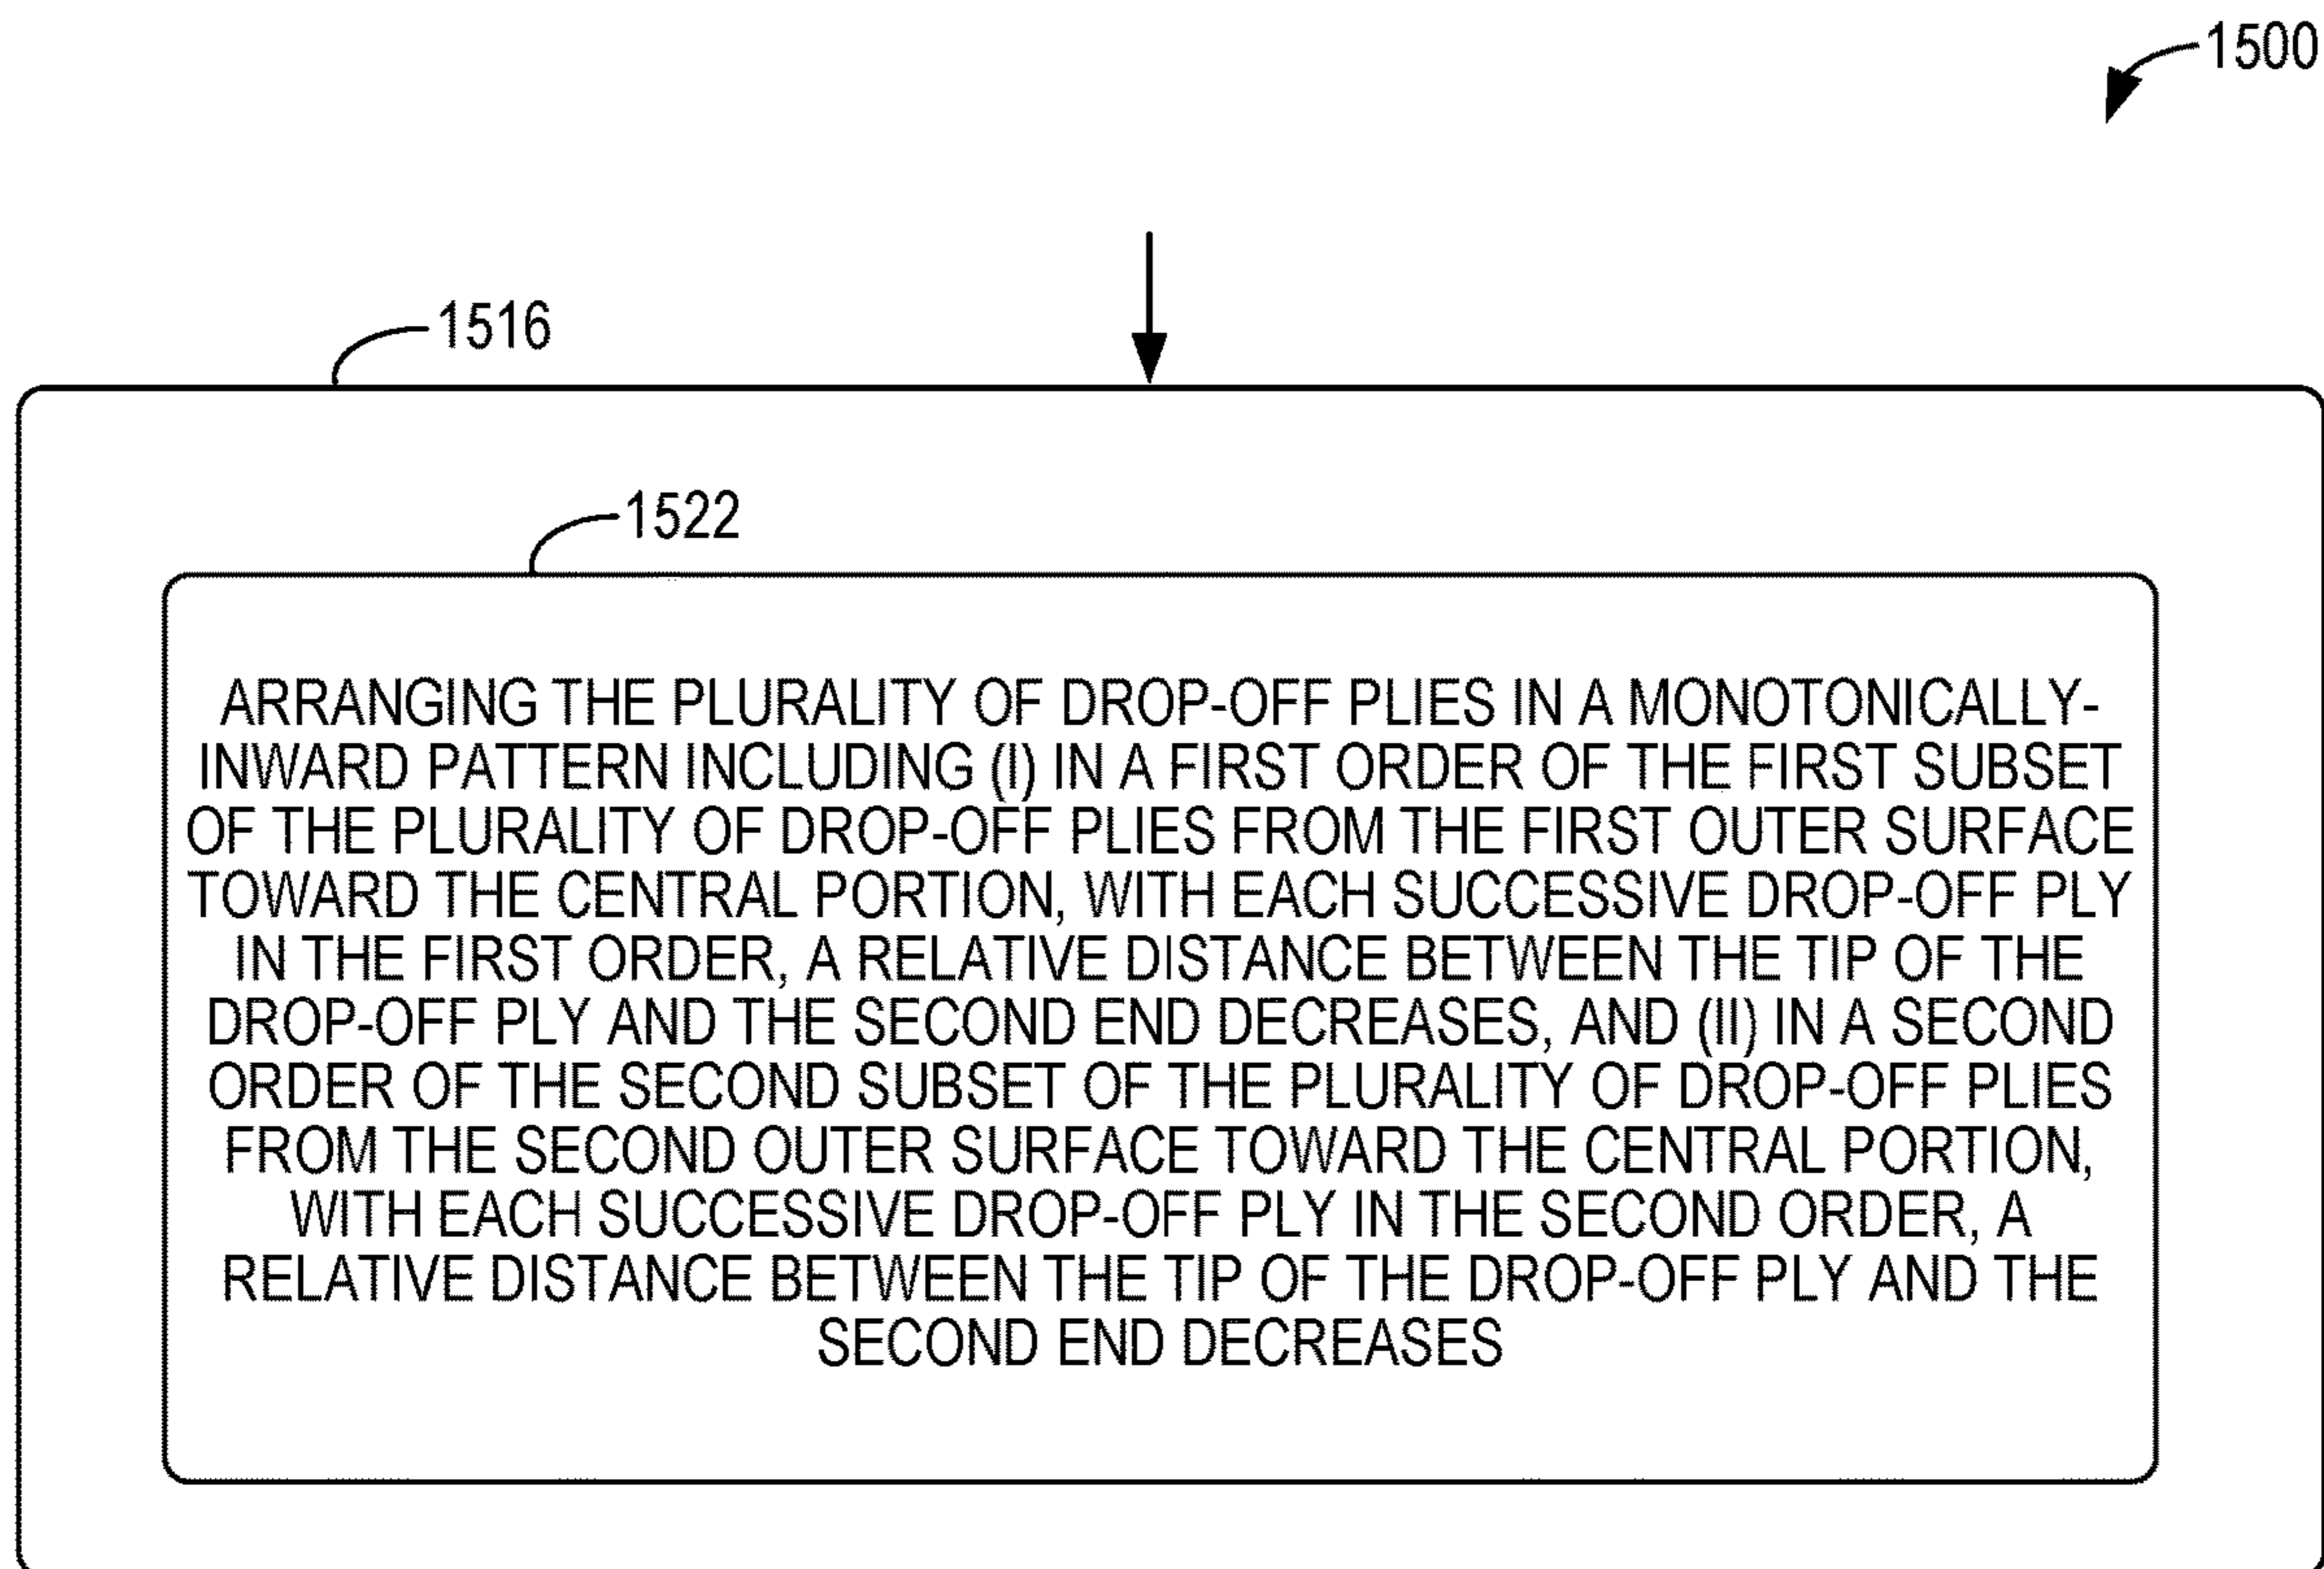 1500
1516
1522
ARRANGING THE PLURALITY OF DROP-OFF PLIES IN A MONOTONICALLY-
INWARD PATTERN INCLUDING (I) IN A FIRST ORDER OF THE FIRST SUBSET
OF THE PLURALITY OF DROP-OFF PLIES FROM THE FIRST OUTER SURFACE
TOWARD THE CENTRAL PORTION, WITH EACH SUCCESSIVE DROP-OFF PLY
IN THE FIRST ORDER, A RELATIVE DISTANCE BETWEEN THE TIP OF THE
DROP-OFF PLY AND THE SECOND END DECREASES, AND (II) IN A SECOND
ORDER OF THE SECOND SUBSET OF THE PLURALITY OF DROP-OFF PLIES
FROM THE SECOND OUTER SURFACE TOWARD THE CENTRAL PORTION,
WITH EACH SUCCESSIVE DROP-OFF PLY IN THE SECOND ORDER, A
RELATIVE DISTANCE BETWEEN THE TIP OF THE DROP-OFF PLY AND THE
SECOND END DECREASES